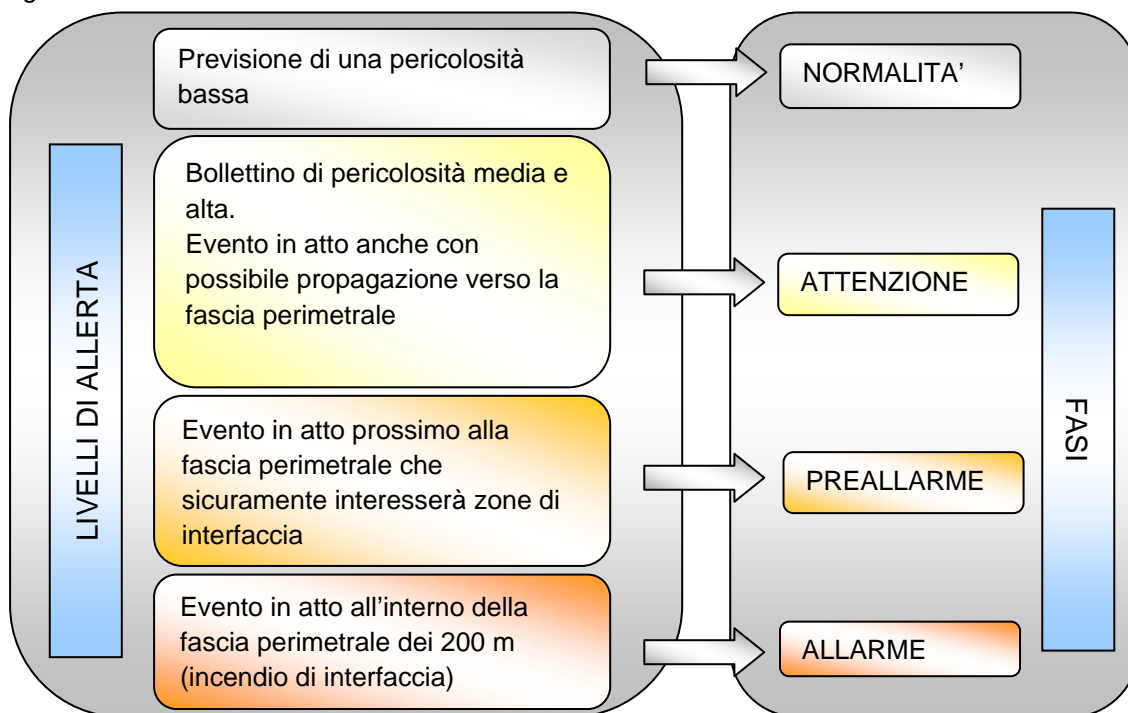 LIVELLI DI ALLERTA
Previsione di una pericolosità
bassa
NORMALITA’
Bollettino di pericolosità media e
alta.
Evento in atto anche con
possibile propagazione verso la
fascia perimetrale
ATTENZIONE
Evento in atto prossimo alla
fascia perimetrale che
sicuramente interesserà zone di
interfaccia
PREALLARME
Evento in atto all’interno della
fascia perimetrale dei 200 m
(incendio di interfaccia)
ALLARME
FASI